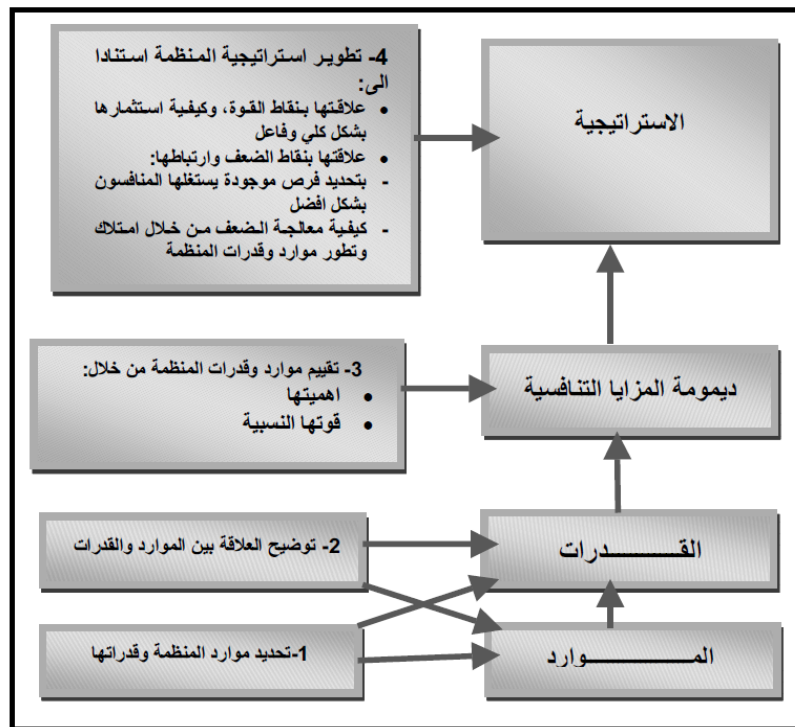 4- تطوير استراتيجية المنظمة استنادا
الى:
• علاقتها بنقاط القوة، وكيفية استثمارها
بشكل كلي وفاعل
• علاقتها بنقاط الضعف وارتباطها:
- بتحديد فرص موجودة يستغلها المنافسون
بشكل افضل
- كيفية معالجة الضعف من خلال امتلاك
وتطور موارد وقدرات المنظمة
الاستراتيجية
3- تقييم موارد وقدرات المنظمة من خلال:
• اهميتها
• قوتها النسبية
ديمومة المزايا التنافسية
2- توضيح العلاقة بين الموارد والقدرات
القــــــــدرات
1-تحديد موارد المنظمة وقدراتها
المــــــــــوارد